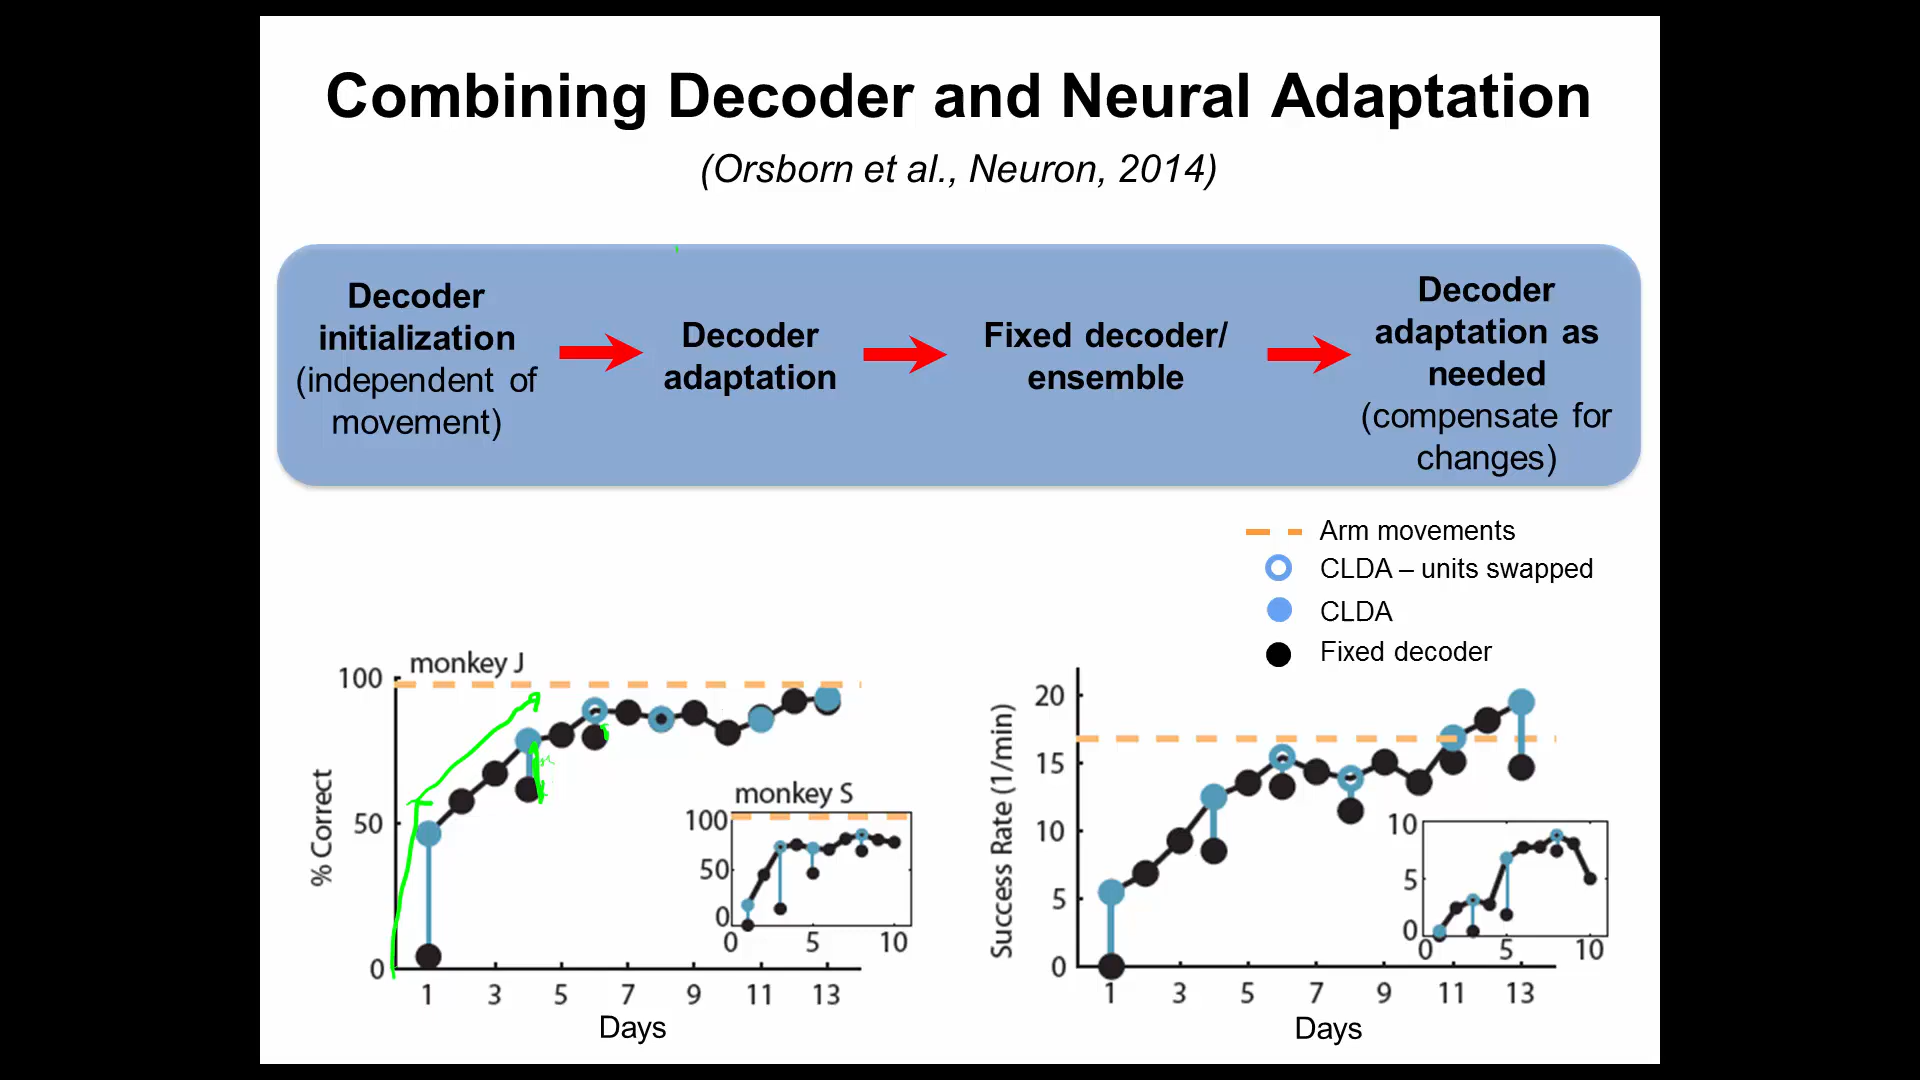 Combining Decoder and Neural Adaptation
(Orsborn et al., Neuron, 2014)
Decoder
initialization
(independent of
movement)
Decoder
adaptation
Fixed decoder/
ensemble
Decoder
adaptation as
needed
(compensate for
changes)
Arm movements
CLDA – units swapped
CLDA
Fixed decoder
monkey J
100
50
0
% Correct
1 3 5 7 9 11 13
Days
monkey S
100
50
0
0 5 10
20
15
10
5
0
Success Rate (1/min)
1 3 5 7 9 11 13
Days
10
5
0
0 5 10